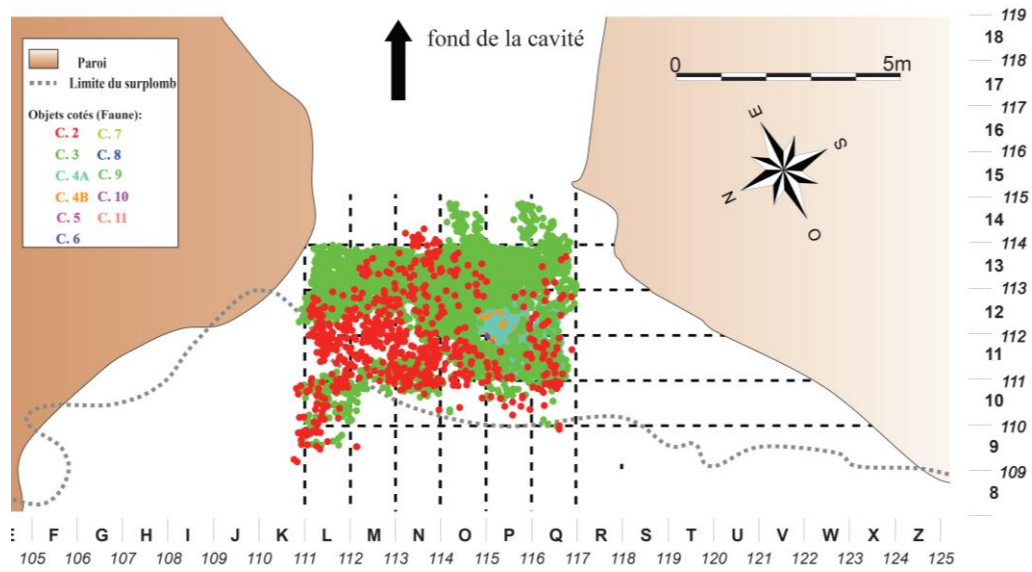 fond de la cavité
Paroi
Limite du surplomb
Objets cotés (Faune):
C. 2 C. 7
C. 3 C. 8
C. 4A C. 9
C. 4B C. 10
C. 5 C. 11
C. 6
0 5m
E
S
N
O
119
18
118
17
117
16
116
15
115
14
114
13
113
12
112
11
111
10
110
9
109
8
E F G H I J K L M N O P Q R S T U V W X Z
105 106 107 108 109 110 111 112 113 114 115 116 117 118 119 120 121 122 123 124 125